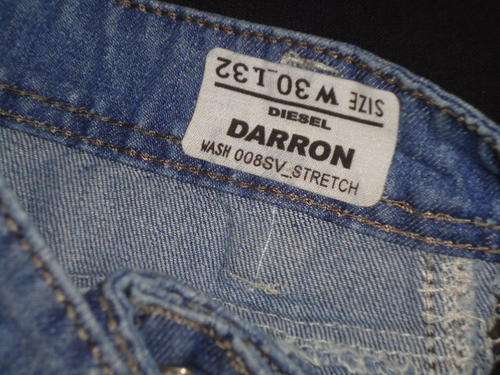 SIZE W 30_L32
DIESEL
DARRON
WASH 008SV_STRETCH